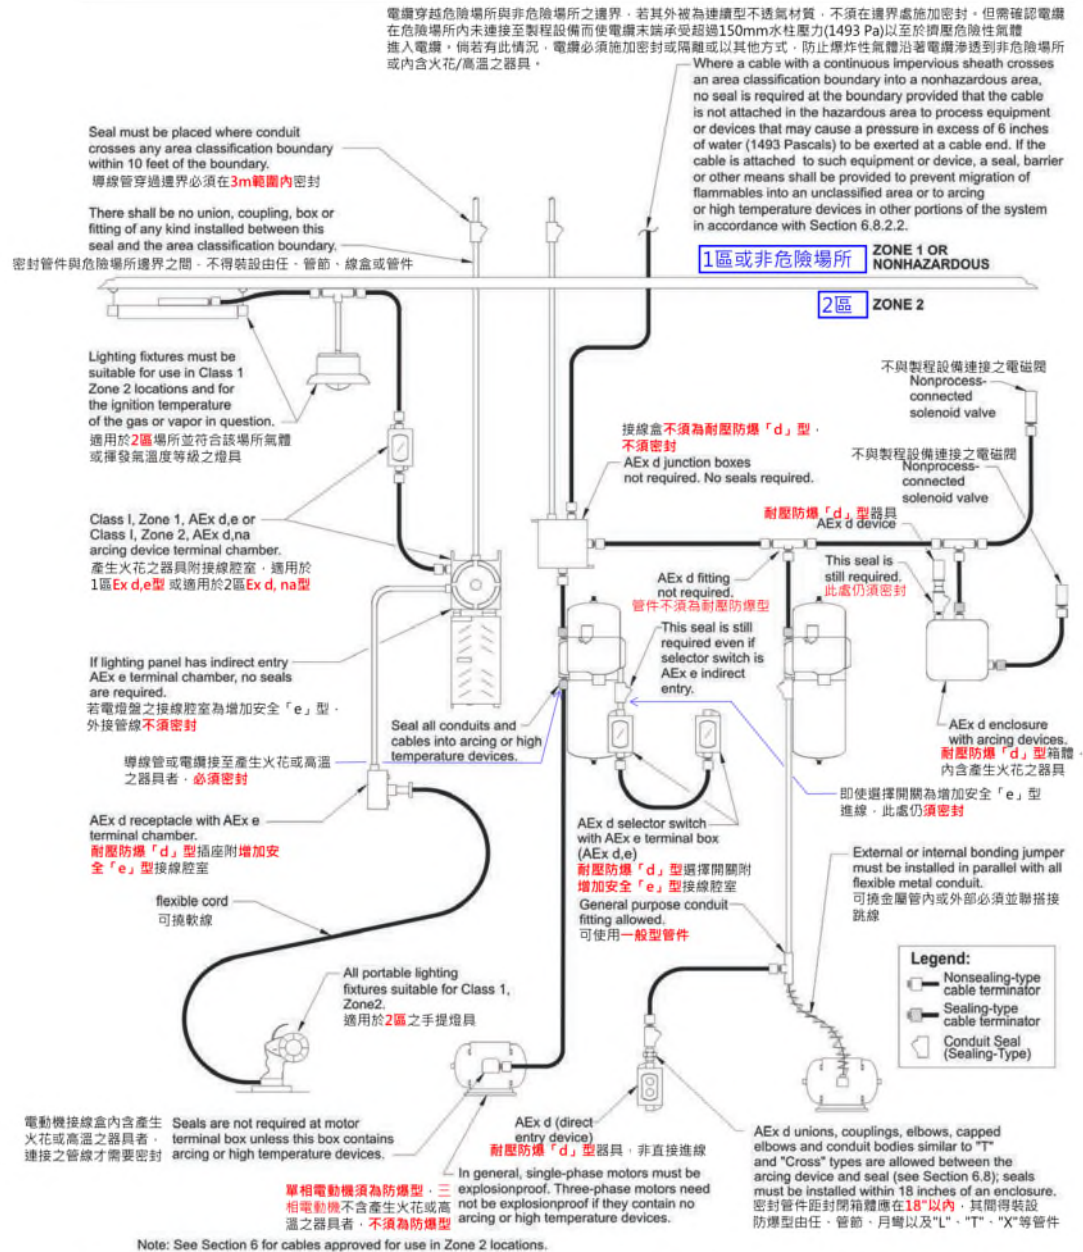 電纜穿越危險場所與非危險場所之邊界，若其外被為連續型不透氣材質，不須在邊界處施加密封。但需確認電纜
在危險場所內未連接至製程設備而使電纜末端承受超過150mm水柱壓力(1493 Pa)以至於擠壓危險性氣體
進入電纜。倘若有此情況，電纜必須施加密封或隔離或以其他方式，防止爆炸性氣體沿著電纜滲透到非危險場所
或內含火花/高溫之器具。
Where a cable with a continuous impervious sheath crosses
an area classification boundary into a nonhazardous area,
no seal is required at the boundary provided that the cable
is not attached in the hazardous area to process equipment
or devices that may cause a pressure in excess of 6 inches
of water (1493 Pascals) to be exerted at a cable end. If the
cable is attached to such equipment or device, a seal, barrier
or other means shall be provided to prevent migration of
flammables into an unclassified area or to arcing
or high temperature devices in other portions of the system
in accordance with Section 6.8.2.2.
Seal must be placed where conduit
crosses any area classification boundary
within 10 feet of the boundary.
導線管穿過邊界必須在3m範圍內密封
There shall be no union, coupling, box or
fitting of any kind installed between this
seal and the area classification boundary.
密封管件與危險場所邊界之間，不得裝設由任、管節、線盒或管件
1區或非危險場所
ZONE 1 OR
NONHAZARDOUS
2區
ZONE 2
Lighting fixtures must be
suitable for use in Class 1
Zone 2 locations and for
the ignition temperature
of the gas or vapor in question.
適用於2區場所並符合該場所氣體
或揮發氣溫度等級之燈具
不與製程設備連接之電磁閥
Nonprocess-
connected
solenoid valve
接線盒不須為耐壓防爆「d」型，
不須密封
AEx d junction boxes
not required. No seals required.
不與製程設備連接之電磁閥
Nonprocess-
connected
solenoid valve
耐壓防爆「d」型器具
AEx d device
Class I, Zone 1, AEx d,e or
Class I, Zone 2, AEx d,na
arcing device terminal chamber.
產生火花之器具附接線腔室，適用於
1區Ex d,e型 或適用於2區Ex d, na型
This seal is
still required.
此處仍須密封
AEx d fitting
not required.
管件不須為耐壓防爆型
This seal is still
required even if
selector switch is
AEx e indirect
entry.
If lighting panel has indirect entry
AEx e terminal chamber, no seals
are required.
若電燈盤之接線腔室為增加安全「e」型，
外接管線不須密封
Seal all conduits and
cables into arcing or high
temperature devices.
導線管或電纜接至產生火花或高溫
之器具者，必須密封
AEx d enclosure
with arcing devices.
耐壓防爆「d」型箱體，
內含產生火花之器具
即使選擇開關為增加安全「e」型
進線，此處仍須密封
AEx d receptacle with AEx e
terminal chamber.
耐壓防爆「d」型插座附增加安
全「e」型接線腔室
AEx d selector switch
with AEx e terminal box
(AEx d,e)
耐壓防爆「d」型選擇開關附
增加安全「e」型接線腔室
General purpose conduit
fitting allowed.
可使用一般型管件
External or internal bonding jumper
must be installed in parallel with all
flexible metal conduit.
可撓金屬管內或外部必須並聯搭接
跳線
flexible cord
可撓軟線
Legend:
Nonsealing-type
cable terminator
Sealing-type
cable terminator
Conduit Seal
(Sealing-Type)
All portable lighting
fixtures suitable for Class 1,
Zone2.
適用於2區之手提燈具
電動機接線盒內含產生
火花或高溫之器具者，
連接之管線才需要密封
Seals are not required at motor
terminal box unless this box contains
arcing or high temperature devices.
AEx d (direct
entry device)
耐壓防爆「d」型器具，非直接進線
單相電動機須為防爆型，三
相電動機不含產生火花或高
溫之器具者，不須為防爆型
In general, single-phase motors must be
explosionproof. Three-phase motors need
not be explosionproof if they contain no
arcing or high temperature devices.
AEx d unions, couplings, elbows, capped
elbows and conduit bodies similar to "T"
and "Cross" types are allowed between the
arcing device and seal (see Section 6.8); seals
must be installed within 18 inches of an enclosure.
密封管件距封閉箱體應在18"以內，其間得裝設
防爆型由任、管節、月彎以及"L"、"T"、"X"等管件
Note: See Section 6 for cables approved for use in Zone 2 locations.